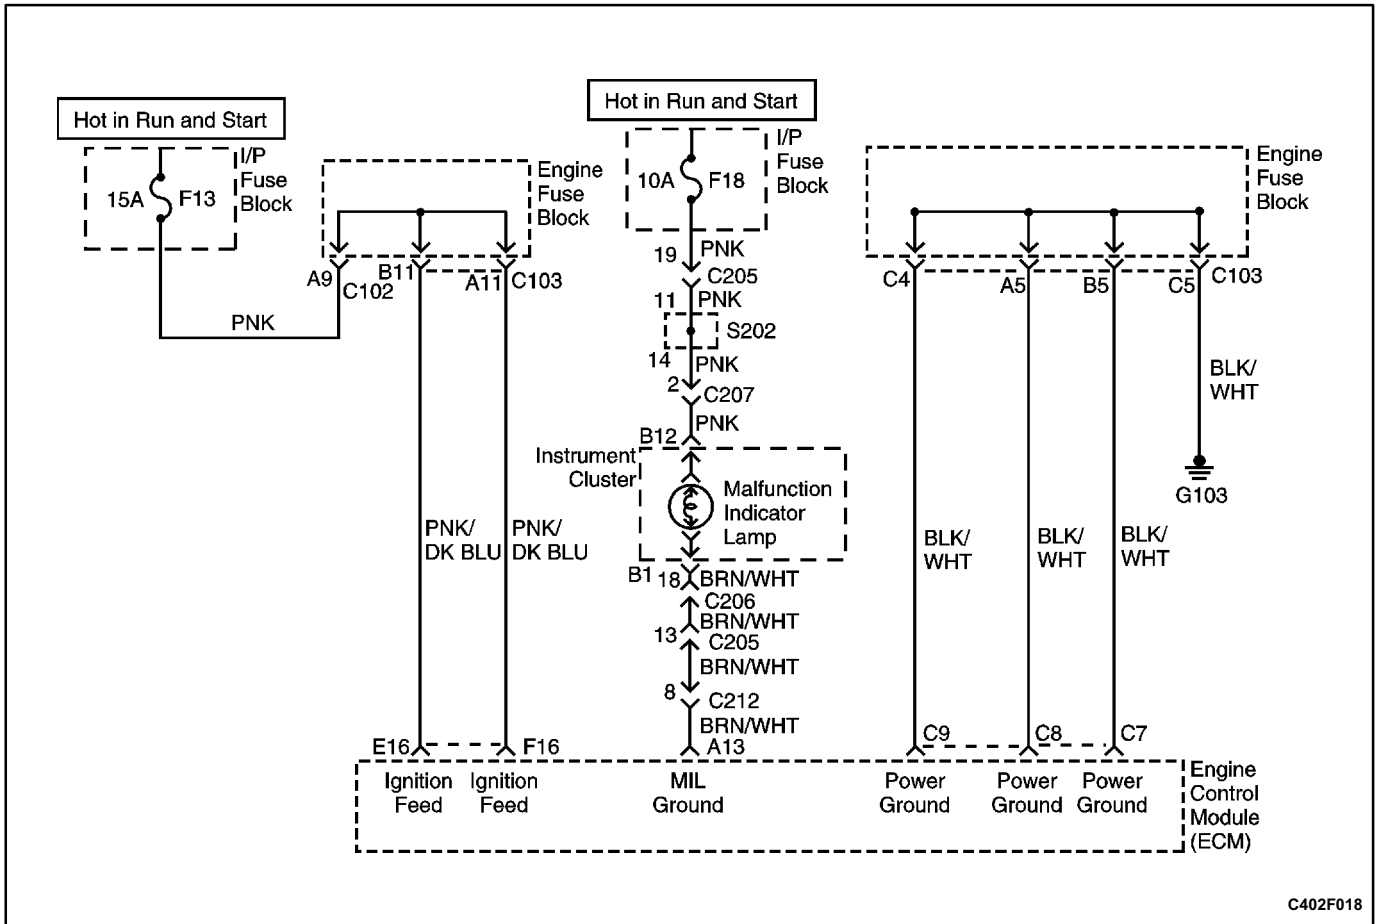 Hot in Run and Start
I/P
Fuse
Block
15A
F13
PNK
Engine
Fuse
Block
A9
C102
B11
A11
C103
PNK/
DK BLU
PNK/
DK BLU
E16
F16
Hot in Run and Start
I/P
Fuse
Block
10A
F18
19
PNK
C205
11
PNK
S202
14
PNK
2
C207
PNK
B12
Instrument
Cluster
Malfunction
Indicator
Lamp
B1
18
BRN/WHT
C206
BRN/WHT
13
C205
BRN/WHT
8
C212
BRN/WHT
A13
Engine
Fuse
Block
C4
A5
B5
C5
C103
BLK/
WHT
G103
BLK/
WHT
BLK/
WHT
BLK/
WHT
C9
C8
C7
Ignition
Feed
Ignition
Feed
MIL
Ground
Power
Ground
Power
Ground
Power
Ground
Engine
Control
Module
(ECM)
C402F018